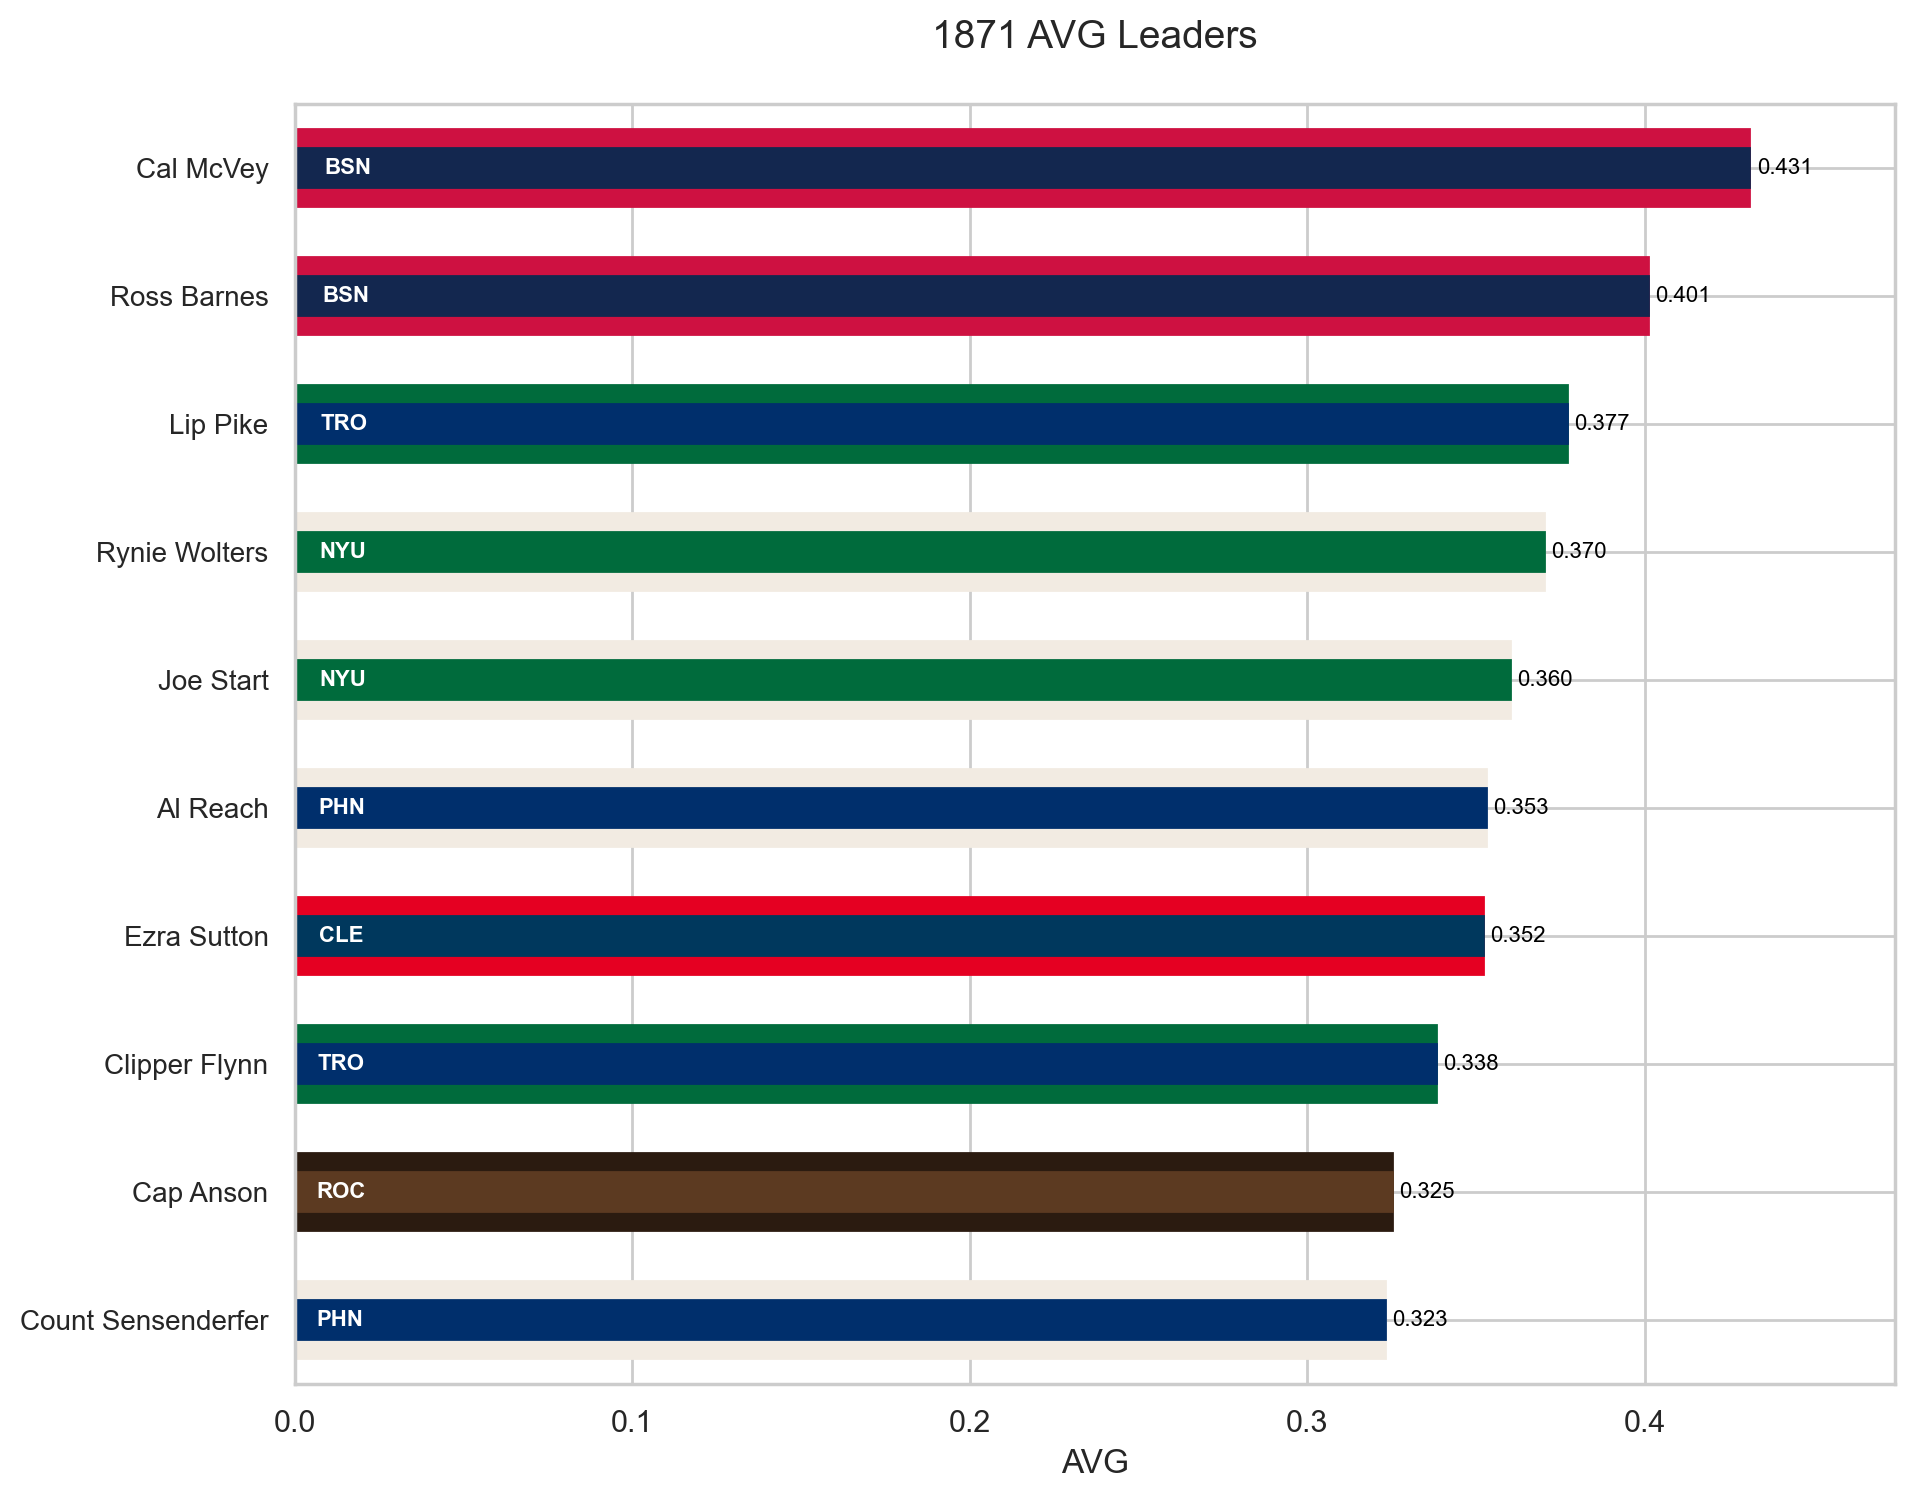 1871 AVG Leaders
Cal McVey BSN 0.431
Ross Barnes BSN 0.401
Lip Pike TRO 0.377
Rynie Wolters NYU 0.370
Joe Start NYU 0.360
Al Reach PHN 0.353
Ezra Sutton CLE 0.352
Clipper Flynn TRO 0.338
Cap Anson ROC 0.325
Count Sensenderfer PHN 0.323
0.0 0.1 0.2 0.3 0.4
AVG